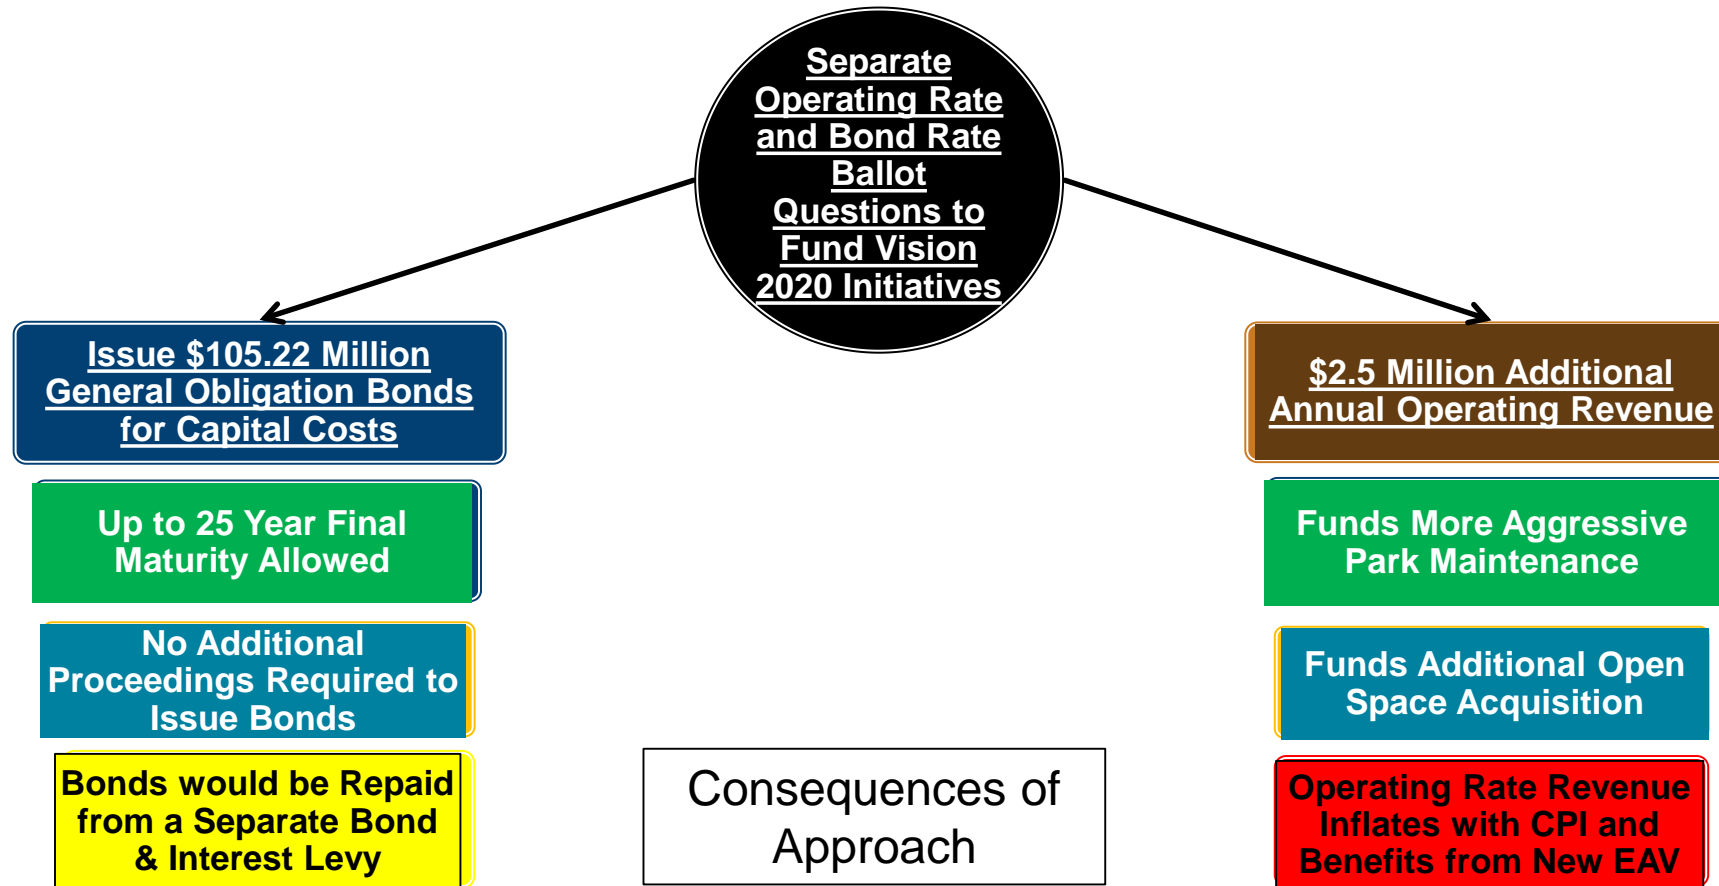 Separate
Operating Rate
and Bond Rate
Ballot
Questions to
Fund Vision
2020 Initiatives
Issue $105.22 Million
General Obligation Bonds
for Capital Costs
Up to 25 Year Final
Maturity Allowed
No Additional
Proceedings Required to
Issue Bonds
Bonds would be Repaid
from a Separate Bond
& Interest Levy
Consequences of
Approach
$2.5 Million Additional
Annual Operating Revenue
Funds More Aggressive
Park Maintenance
Funds Additional Open
Space Acquisition
Operating Rate Revenue
Inflates with CPI and
Benefits from New EAV